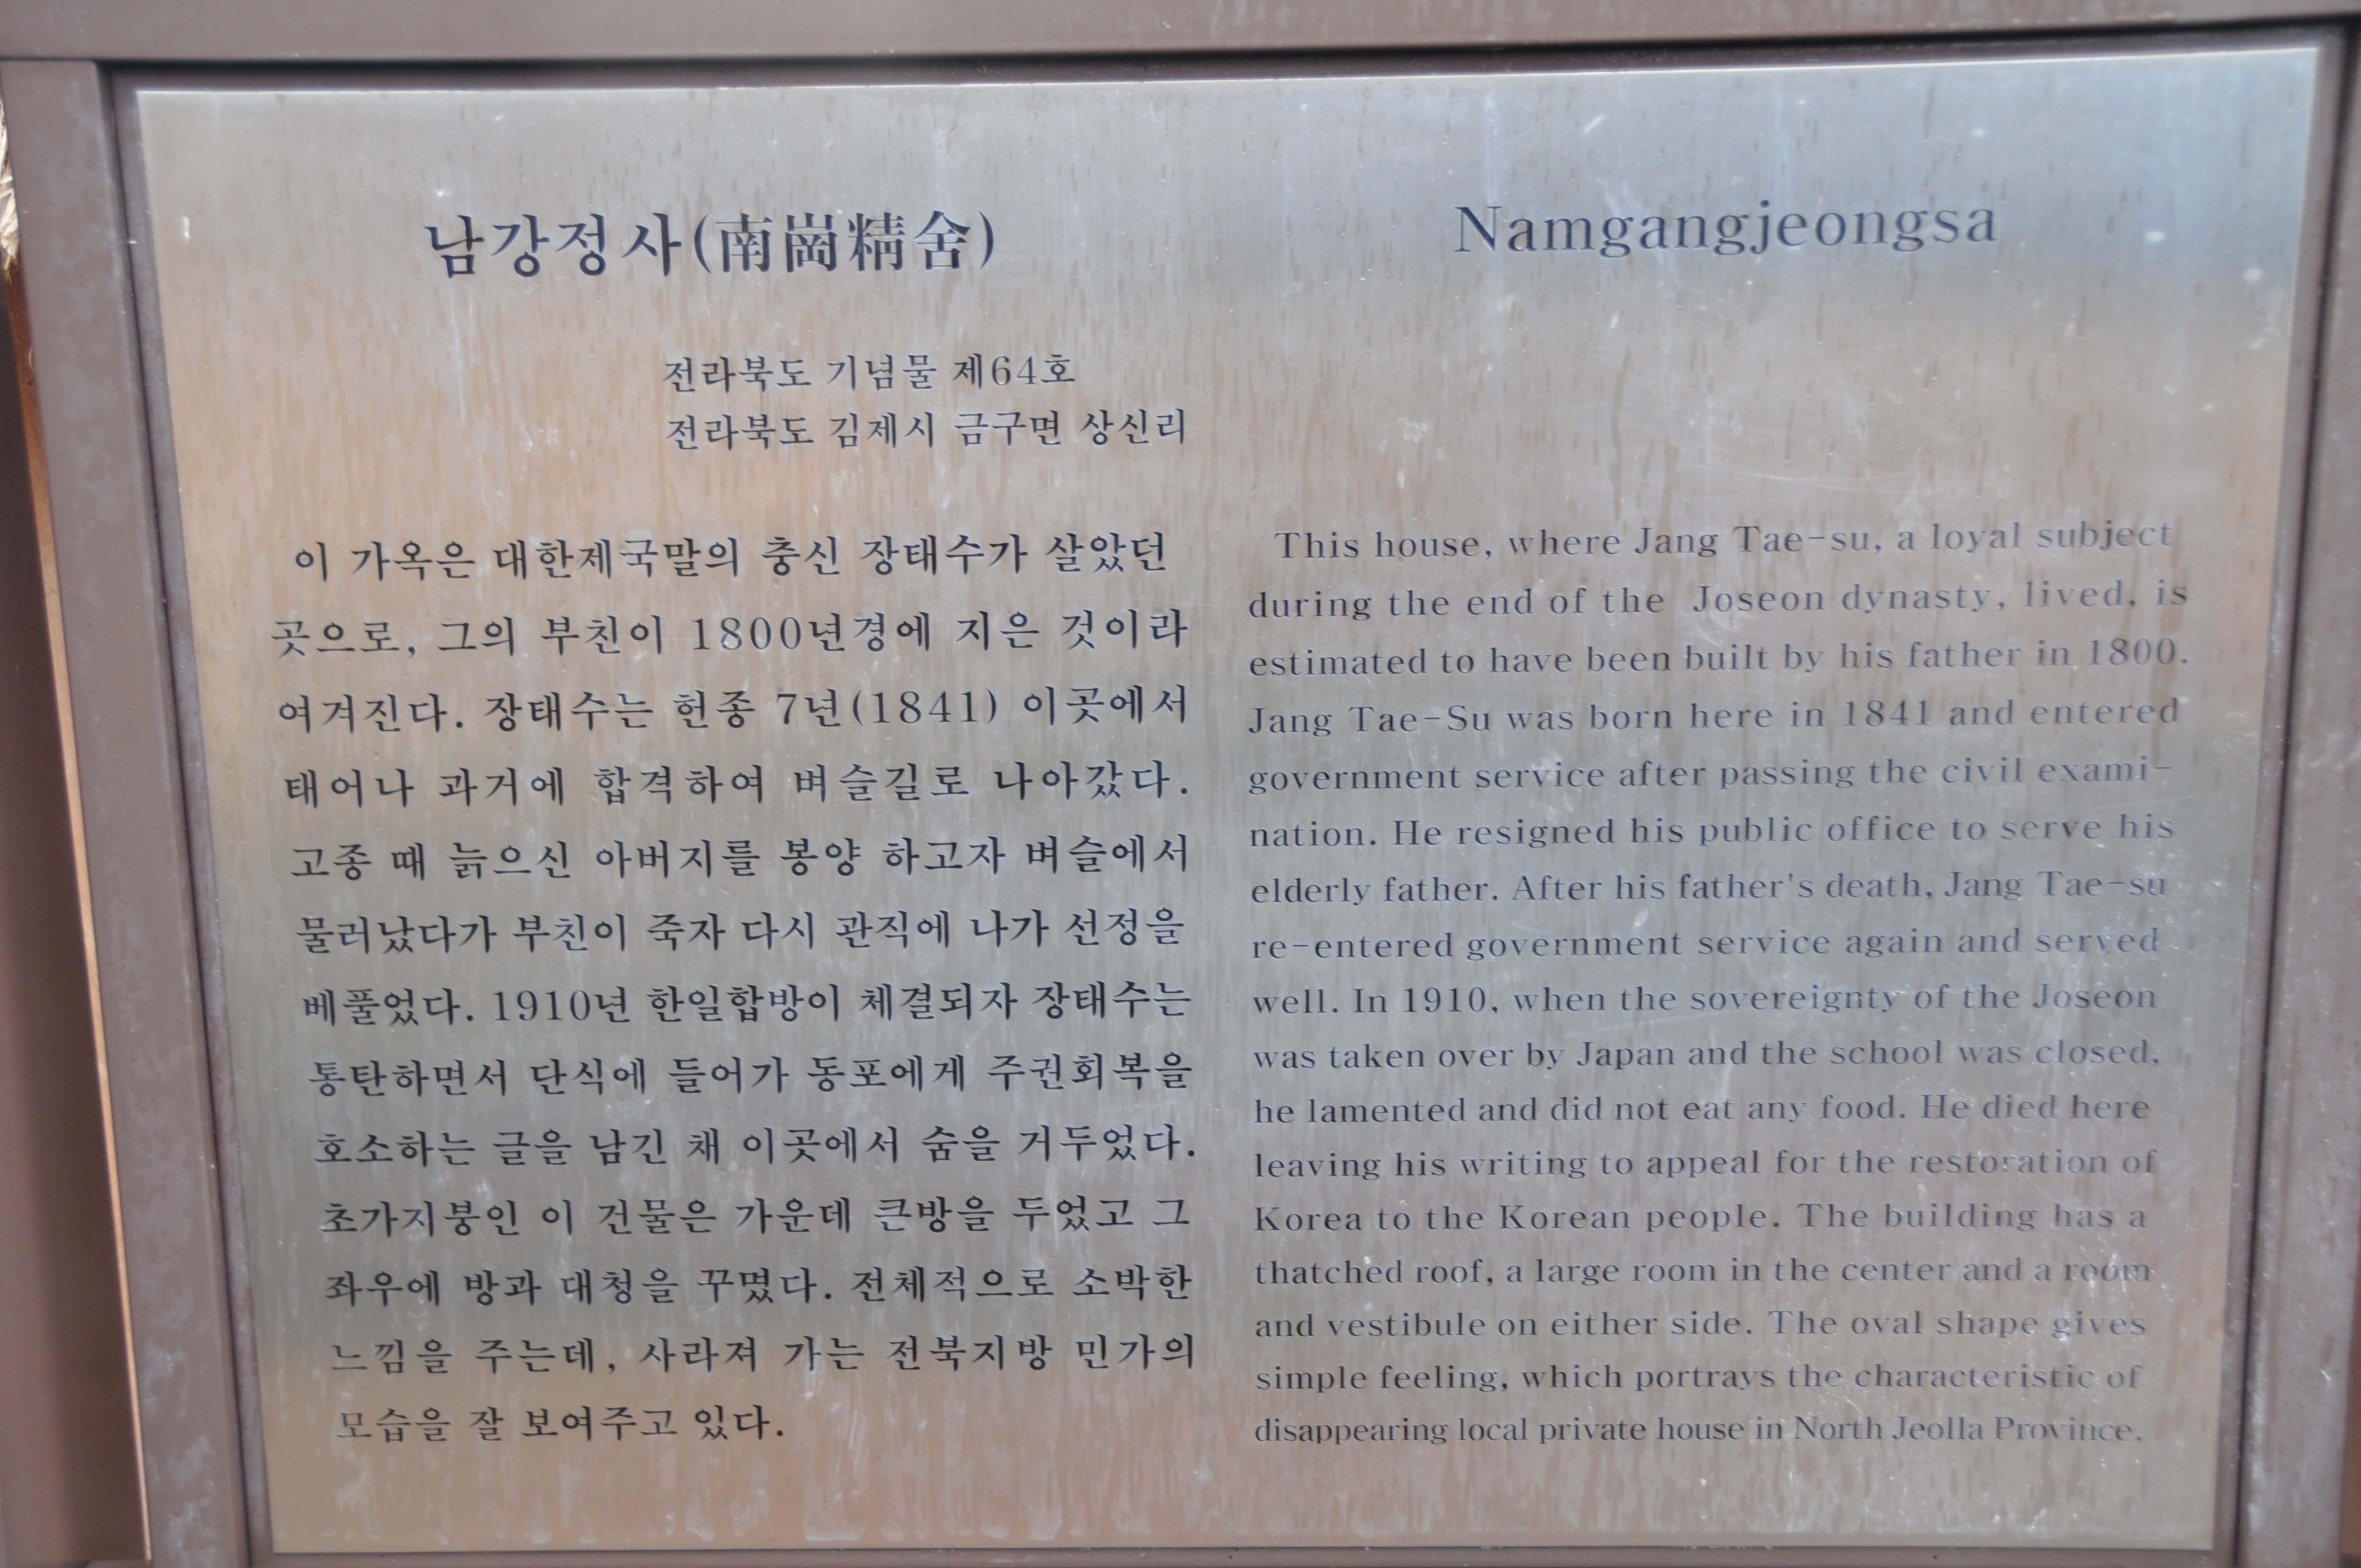 남강정사(南崗精舍)
전라북도 기념물 제64호
전라북도 김제시 금구면 상신리
이 가옥은 대한제국말의 충신 장태수가 살았던
곳으로, 그의 부친이 1800년경에 지은 것이라
여겨진다. 장태수는 헌종 7년(1841) 이곳에서
태어나 과거에 합격하여 벼슬길로 나아갔다.
고종 때 늙으신 아버지를 봉양 하고자 벼슬에서
물러났다가 부친이 죽자 다시 관직에 나가 선정을
베풀었다. 1910년 한일합방이 체결되자 장태수는
통탄하면서 단식에 들어가 동포에게 주권회복을
호소하는 글을 남긴 채 이곳에서 숨을 거두었다.
초가지붕인 이 건물은 가운데 큰방을 두었고 그
좌우에 방과 대청을 꾸몄다. 전체적으로 소박한
느낌을 주는데, 사라져 가는 전북지방 민가의
모습을 잘 보여주고 있다.
Namgangjeongsa
This house, where Jang Tae-su, a loyal subject
during the end of the Joseon dynasty, lived, is
estimated to have been built by his father in 1800.
Jang Tae-Su was born here in 1841 and entered
government service after passing the civil exami-
nation. He resigned his public office to serve his
elderly father. After his father's death, Jang Tae-su
re-entered government service again and served
well. In 1910, when the sovereignty of the Joseon
was taken over by Japan and the school was closed,
he lamented and did not eat any food. He died here
leaving his writing to appeal for the restoration of
Korea to the Korean people. The building has a
thatched roof, a large room in the center and a room
and vestibule on either side. The oval shape gives
simple feeling, which portrays the characteristic of
disappearing local private house in North Jeolla Province.